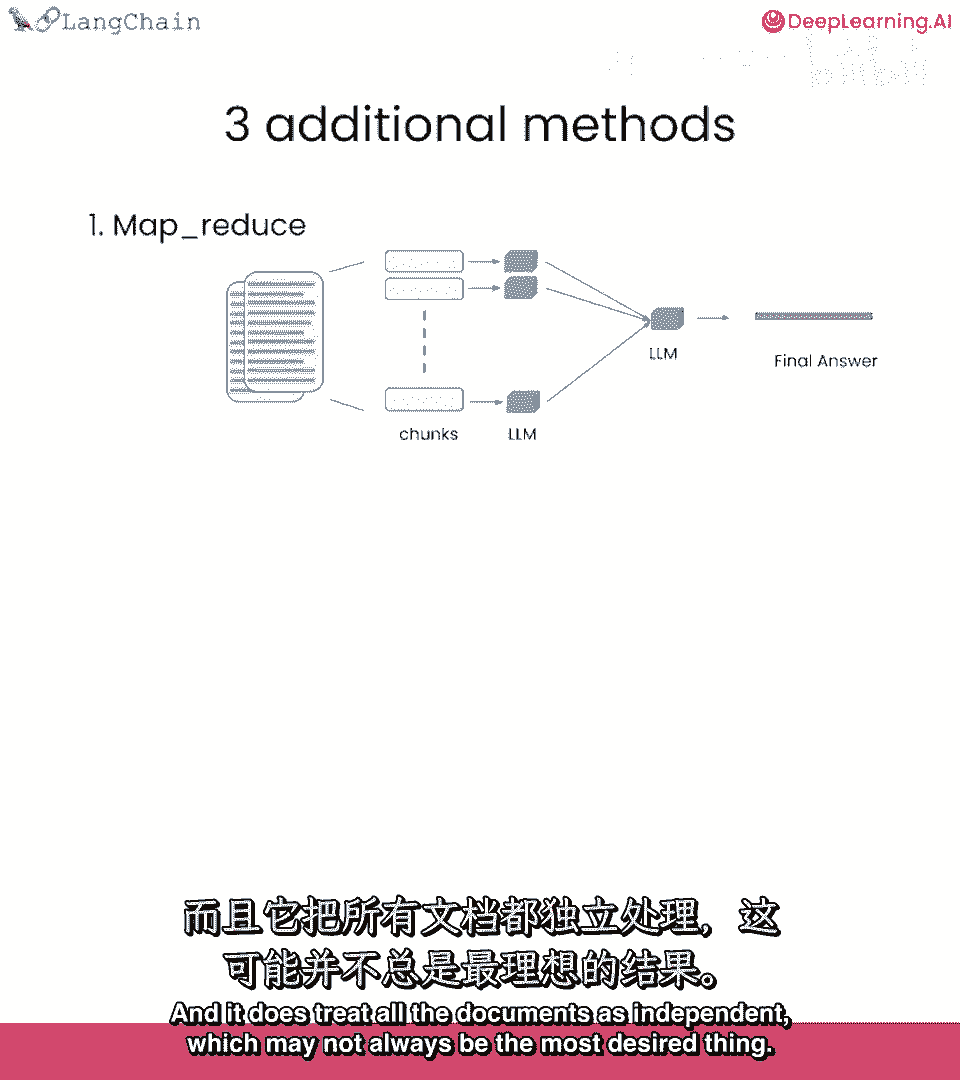 LangChain
DeepLearning.AI
3 additional methods
1. Map_reduce
LLM
Final Answer
chunks
LLM
而且它把所有文档都独立处理，这
可能并不总是最理想的结果。
And it does treat all the documents as independent,
which may not always be the most desired thing.